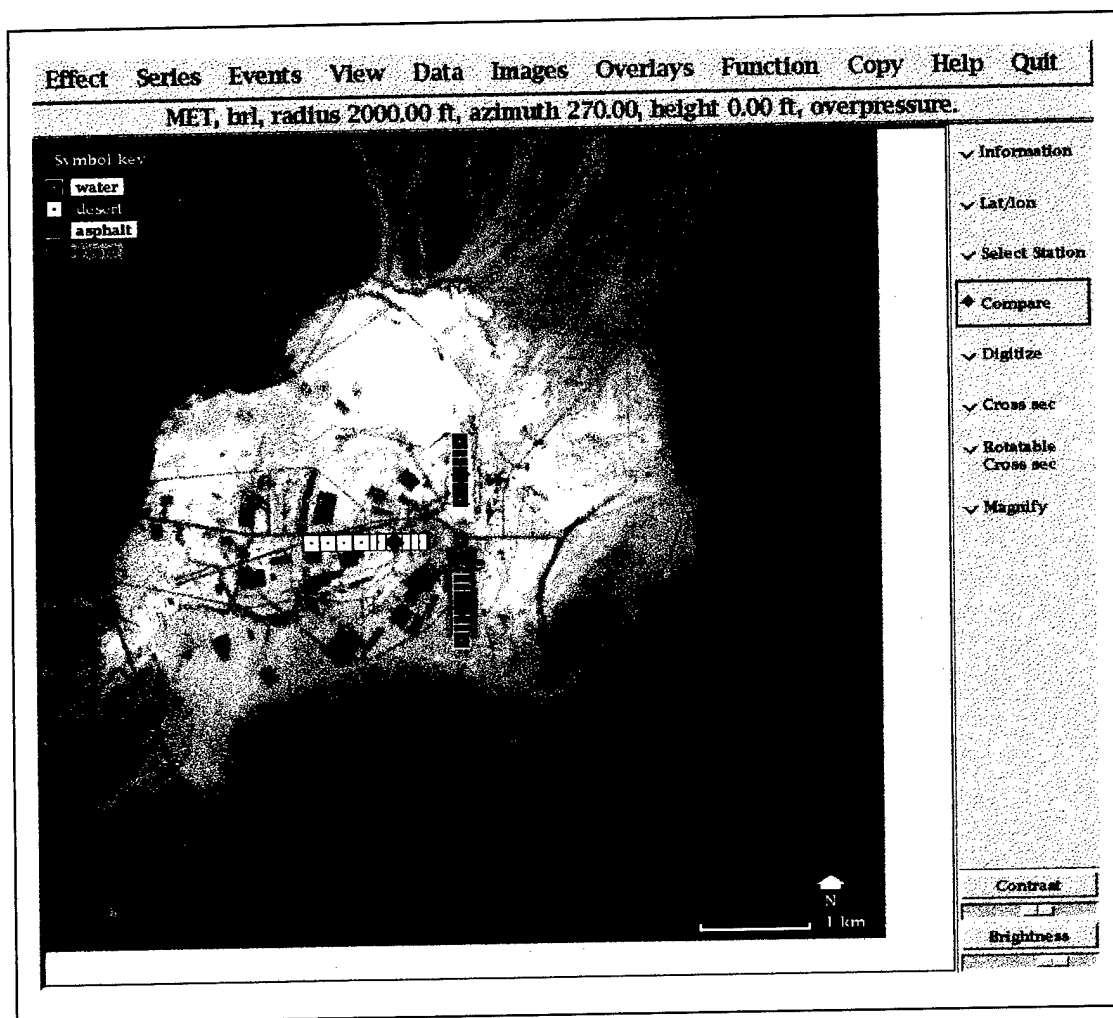 Effect Series Events View Data Images Overlays Function Copy Help Quit
MET, brl, radius 2000.00 ft, azimuth 270.00, height 0.00 ft, overpressure.
Symbol key
water
desert
asphalt
Information
Lat/lon
Select Station
Compare
Digitize
Cross sec
Rotatable
Cross sec
Magnify
N
1 km
Contrast
Brightness